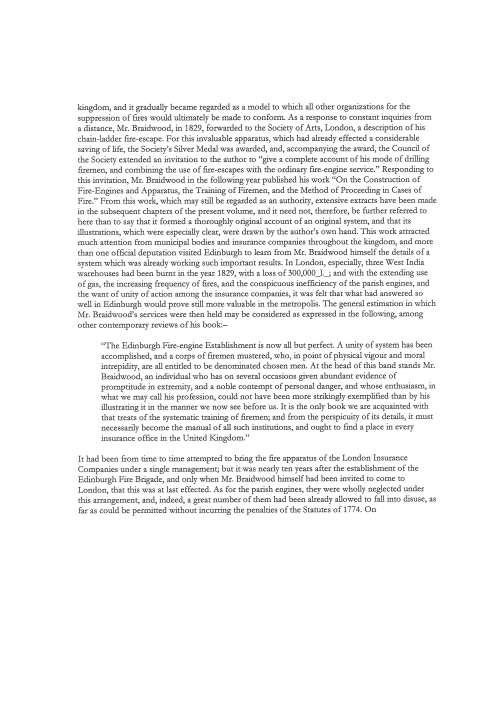 kingdom, and it gradually became regarded as a model to which all other organizations for the
suppression of fires would ultimately be made to conform. As a response to constant inquiries from
a distance, Mr. Braidwood, in 1829, forwarded to the Society of Arts, London, a description of his
chain-ladder fire-escape. For this invaluable apparatus, which had already effected a considerable
saving of life, the Society's Silver Medal was awarded, and, accompanying the award, the Council of
the Society extended an invitation to the author to "give a complete account of his mode of drilling
firemen, and combining the use of fire-escapes with the ordinary fire-engine service." Responding to
this invitation, Mr. Braidwood in the following year published his work "On the Construction of
Fire-Engines and Apparatus, the Training of Firemen, and the Method of Proceeding in Cases of
Fire." From this work, which may still be regarded as an authority, extensive extracts have been made
in the subsequent chapters of the present volume, and it need not, therefore, be further referred to
here than to say that it formed a thoroughly original account of an original system, and that its
illustrations, which were especially clear, were drawn by the author's own hand. This work attracted
much attention from municipal bodies and insurance companies throughout the kingdom, and more
than one official deputation visited Edinburgh to learn from Mr. Braidwood himself the details of a
system which was already working such important results. In London, especially, three West India
warehouses had been burnt in the year 1829, with a loss of 300,000_l._; and with the extending use
of gas, the increasing frequency of fires, and the conspicuous inefficiency of the parish engines, and
the want of unity of action among the insurance companies, it was felt that what had answered so
well in Edinburgh would prove still more valuable in the metropolis. The general estimation in which
Mr. Braidwood's services were then held may be considered as expressed in the following, among
other contemporary reviews of his book:–
"The Edinburgh Fire-engine Establishment is now all but perfect. A unity of system has been
accomplished, and a corps of firemen mustered, who, in point of physical vigour and moral
intrepidity, are all entitled to be denominated chosen men. At the head of this band stands Mr.
Braidwood, an individual who has on several occasions given abundant evidence of
promptitude in extremity, and a noble contempt of personal danger, and whose enthusiasm, in
what we may call his profession, could not have been more strikingly exemplified than by his
illustrating it in the manner we now see before us. It is the only book we are acquainted with
that treats of the systematic training of firemen; and from the perspicuity of its details, it must
necessarily become the manual of all such institutions, and ought to find a place in every
insurance office in the United Kingdom."
It had been from time to time attempted to bring the fire apparatus of the London Insurance
Companies under a single management; but it was nearly ten years after the establishment of the
Edinburgh Fire Brigade, and only when Mr. Braidwood himself had been invited to come to
London, that this was at last effected. As for the parish engines, they were wholly neglected under
this arrangement, and, indeed, a great number of them had been already allowed to fall into disuse, as
far as could be permitted without incurring the penalties of the Statutes of 1774. On